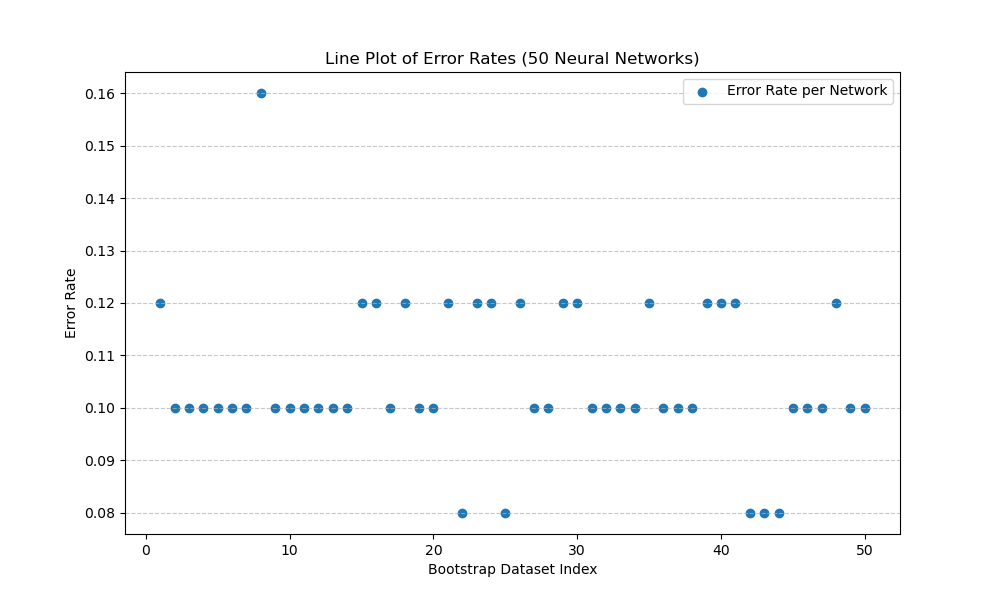 Line Plot of Error Rates (50 Neural Networks)
Error Rate per Network
0.16
0.15
0.14
0.13
0.12
0.11
0.10
0.09
0.08
Error Rate
0 10 20 30 40 50
Bootstrap Dataset Index